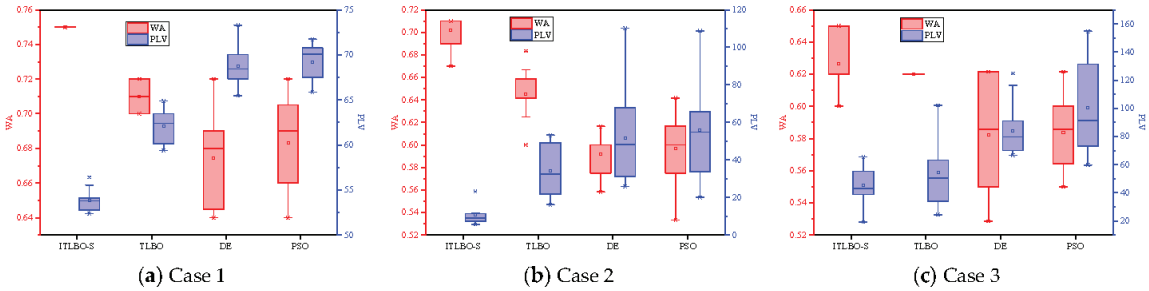 0.76
0.74
0.72
0.70
0.68
0.66
0.64
WA
WA
PLV
75
70
65
60
55
50
PLV
ITLBO-S TLBO DE PSO
(a) Case 1
0.72
0.70
0.68
0.66
0.64
0.62
0.60
0.58
0.56
0.54
0.52
WA
WA
PLV
120
100
80
60
40
20
0
PLV
ITLBO-S TLBO DE PSO
(b) Case 2
0.66
0.64
0.62
0.60
0.58
0.56
0.54
0.52
WA
WA
PLV
160
140
120
100
80
60
40
20
PLV
ITLBO-S TLBO DE PSO
(c) Case 3